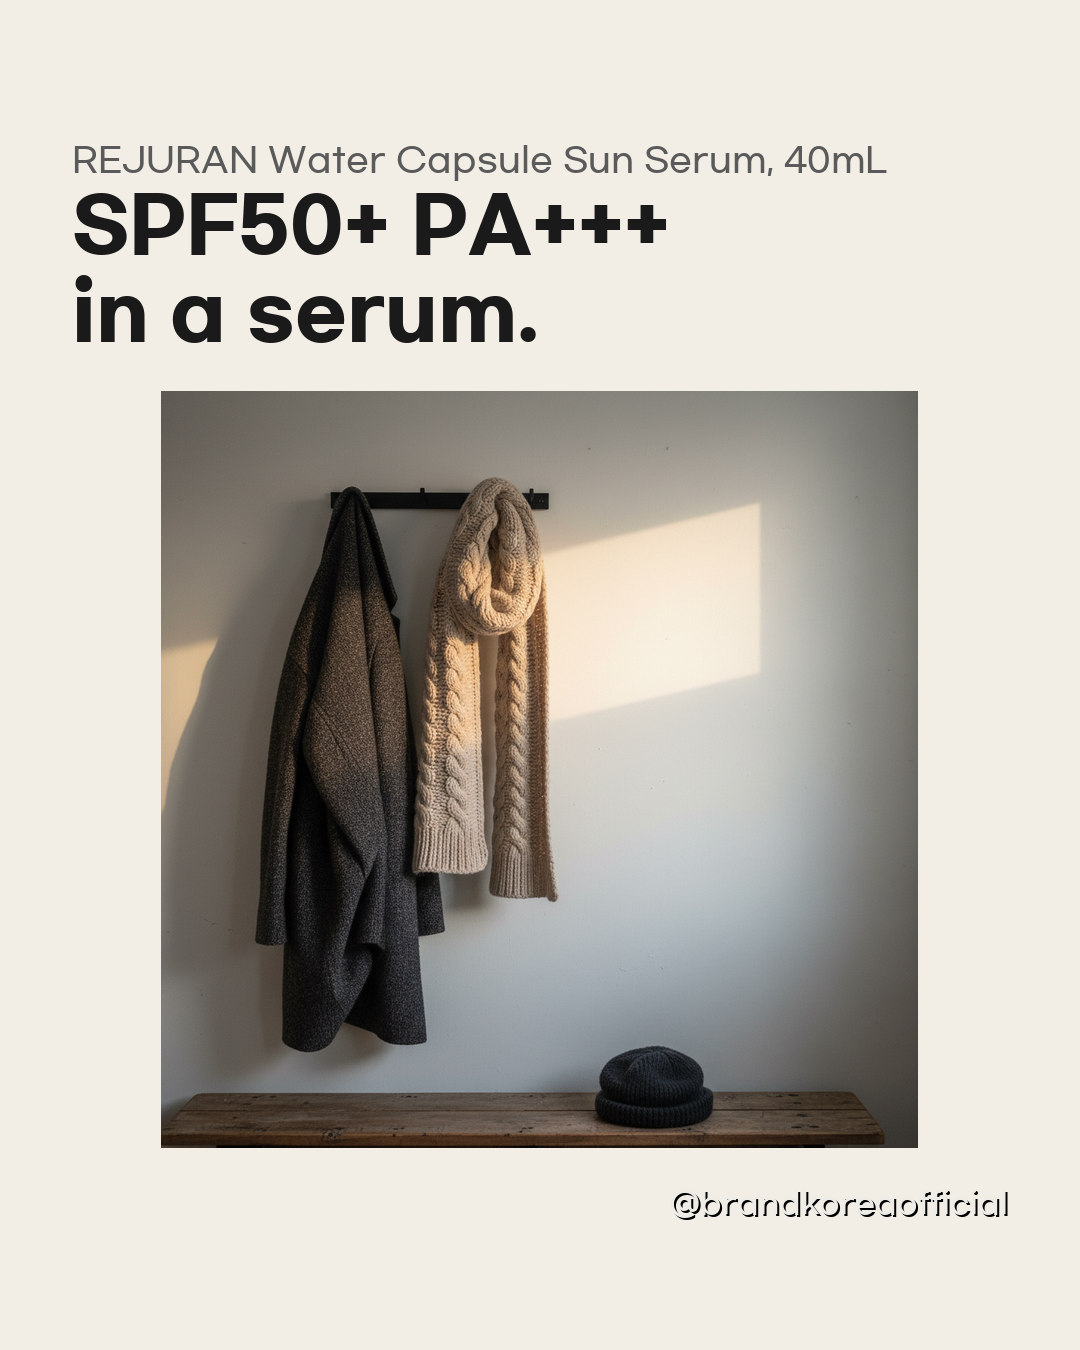 REJURAN Water Capsule Sun Serum, 40mL
SPF50+ PA+++
in a serum.
@brandkoreaofficial